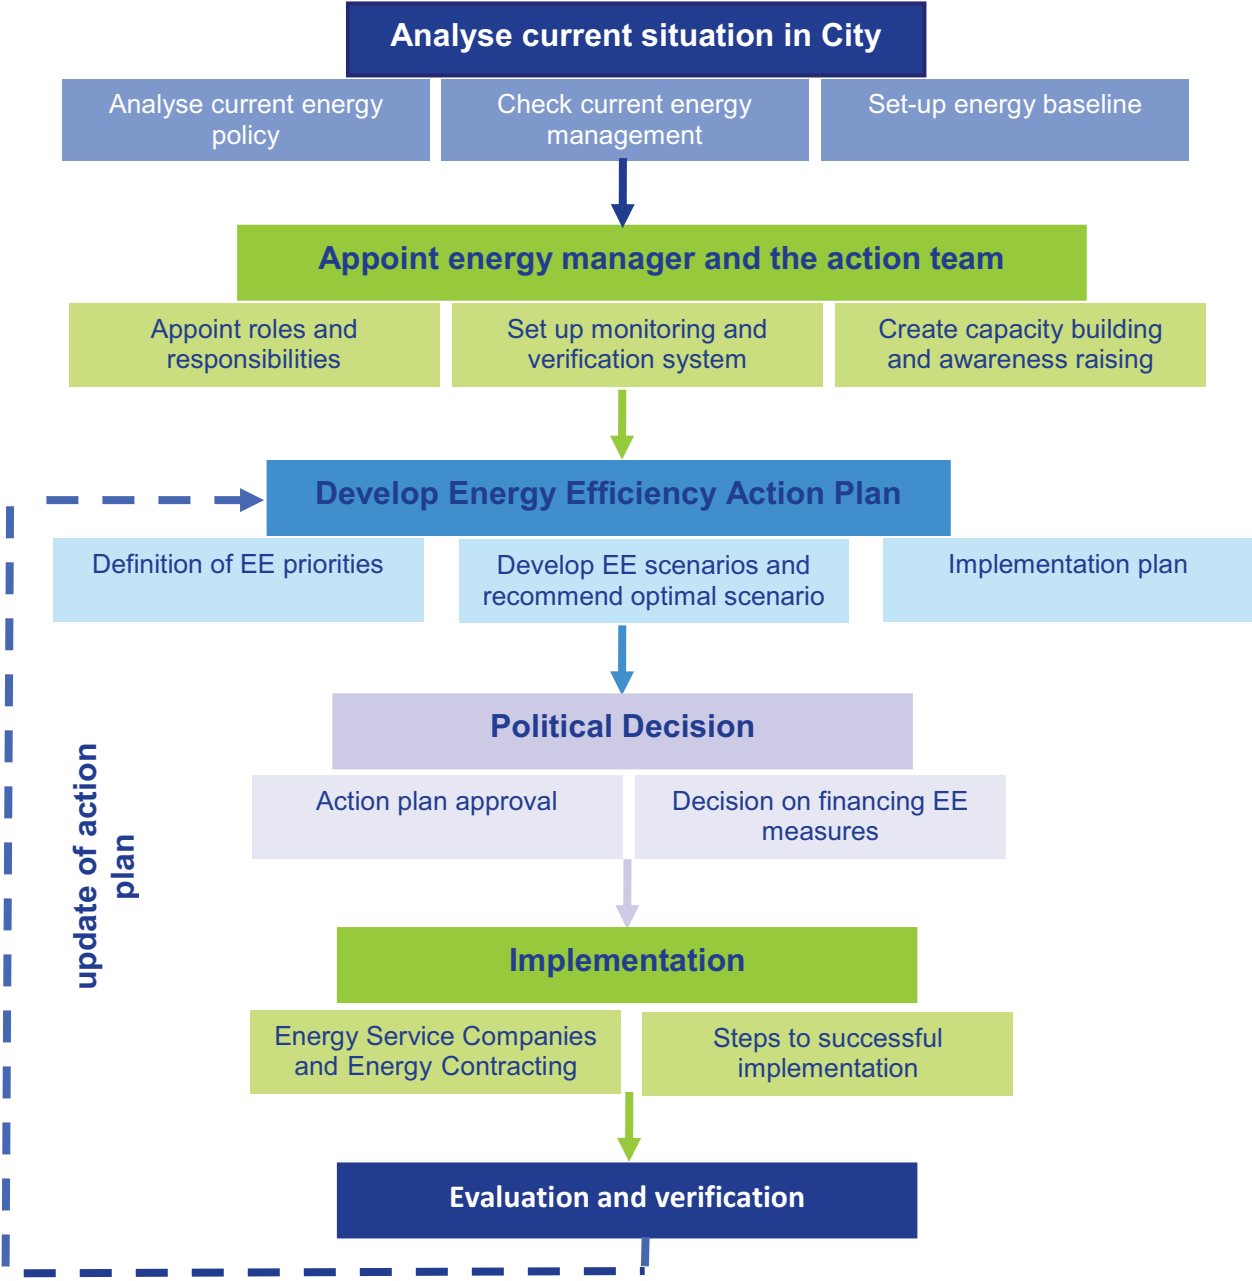 Analyse current situation in City
Analyse current energy
policy
Check current energy
management
Set-up energy baseline
Appoint energy manager and the action team
Appoint roles and
responsibilities
Set up monitoring and
verification system
Create capacity building
and awareness raising
Develop Energy Efficiency Action Plan
Definition of EE priorities
Develop EE scenarios and
recommend optimal scenario
Implementation plan
Political Decision
Action plan approval
Decision on financing EE
measures
update of action
plan
Implementation
Energy Service Companies
and Energy Contracting
Steps to successful
implementation
Evaluation and verification